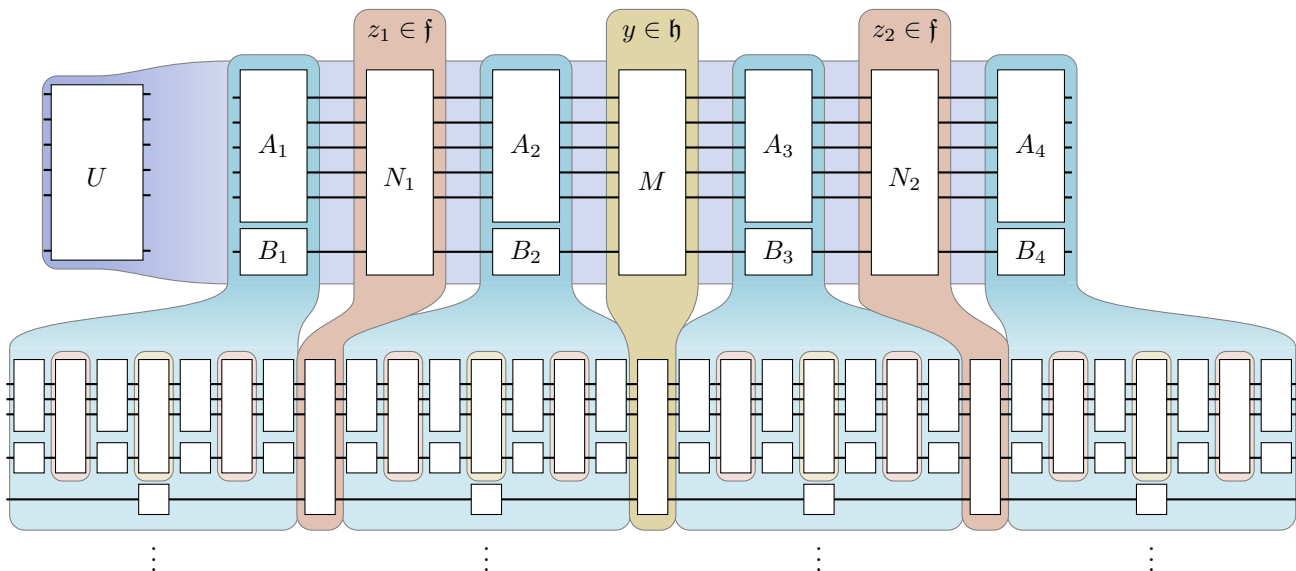 z₁ ∈ 𝔣 y ∈ 𝔥 z₂ ∈ 𝔣
U A₁ N₁ A₂ M A₃ N₂ A₄
B₁ B₂ B₃ B₄
⋮ ⋮ ⋮ ⋮